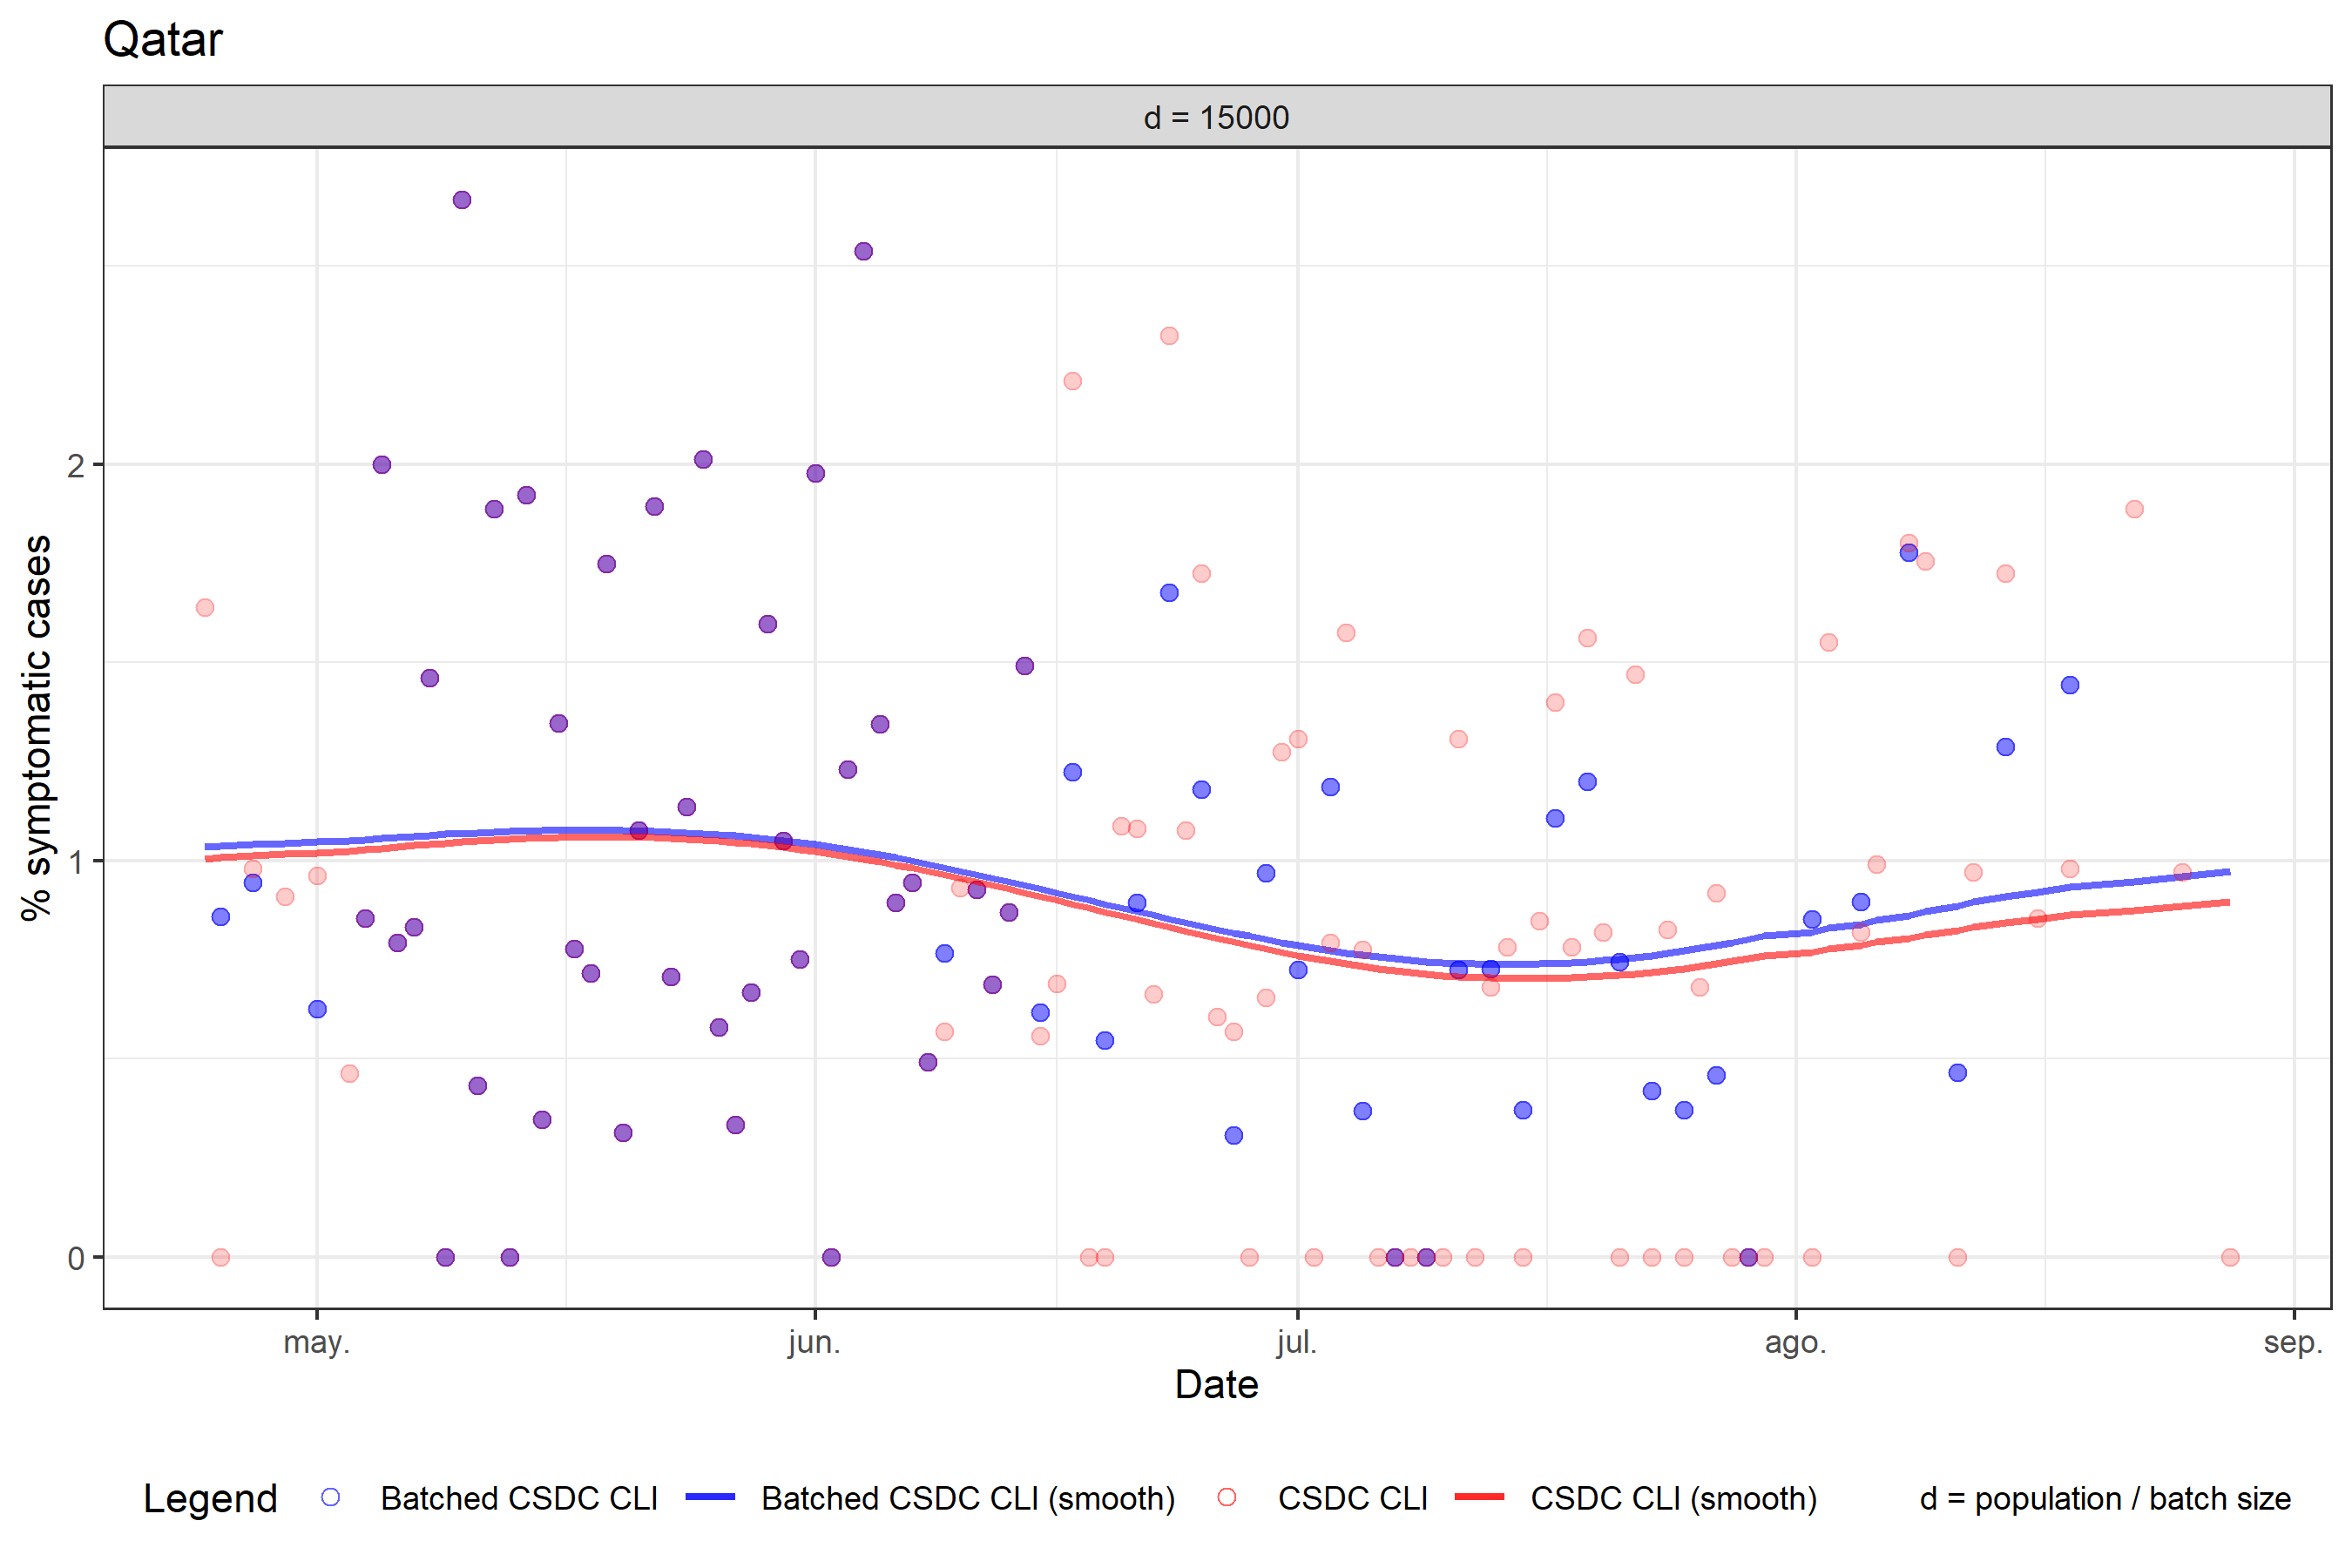 Qatar
d = 15000
% symptomatic cases
2
1
0
may.
jun.
jul.
ago.
sep.
Date
Legend
Batched CSDC CLI
Batched CSDC CLI (smooth)
CSDC CLI
CSDC CLI (smooth)
d = population / batch size